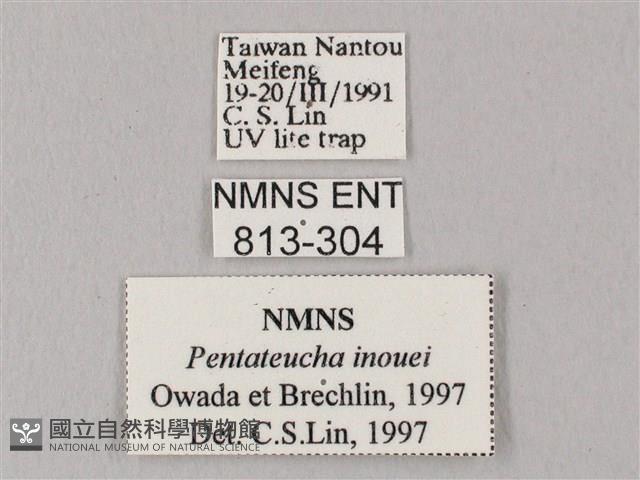 Taiwan Nantou
Meifeng
19-20/III/1991
C. S. Lin
UV lite trap
NMNS ENT
813-304
NMNS
Pentateucha inouei
Owada et Brechlin, 1997
Det. C.S.Lin, 1997
國立自然科學博物館
NATIONAL MUSEUM OF NATURAL SCIENCE